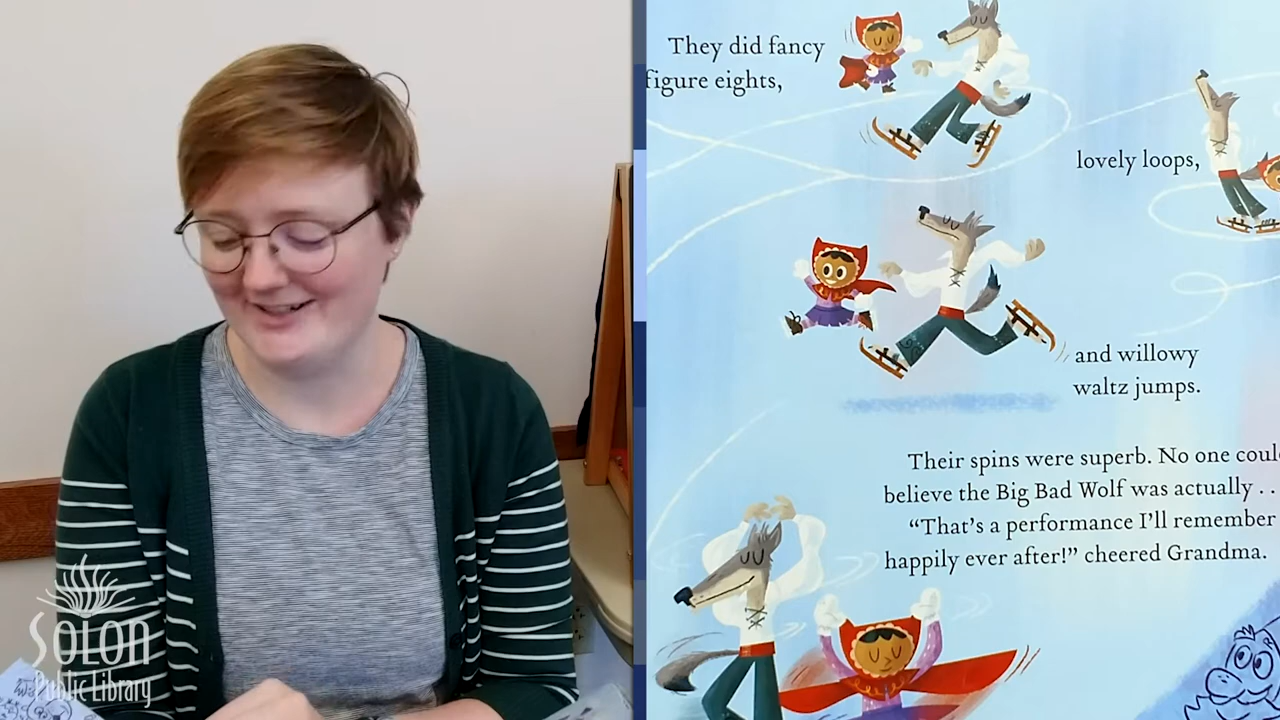 They did fancy
figure eights,
lovely loops,
and willowy
waltz jumps.
Their spins were superb. No one
believe the Big Bad Wolf was actually . .
“That’s a performance I’ll remember
happily ever after!” cheered Grandma.
SOLON
Public Library